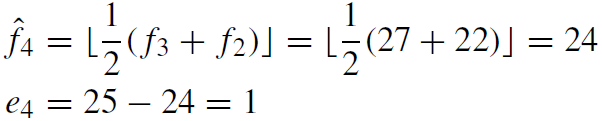 f̂₄ = ⌊½(f₃ + f₂)⌋ = ⌊½(27 + 22)⌋ = 24
e₄ = 25 − 24 = 1